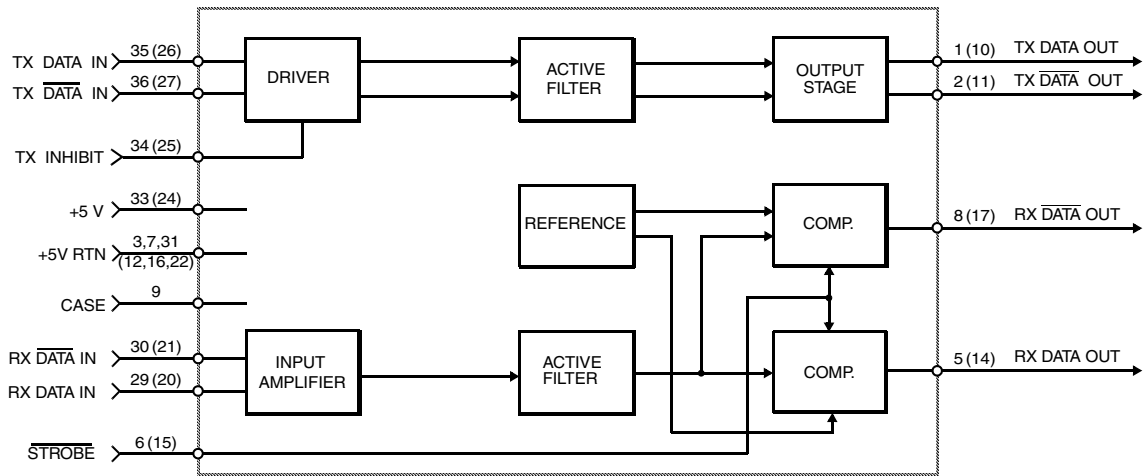 TX DATA IN 35 (26)
TX DATA IN 36 (27)
TX INHIBIT 34 (25)
+5 V 33 (24)
+5V RTN 3,7,31
(12,16,22)
CASE 9
RX DATA IN 30 (21)
RX DATA IN 29 (20)
STROBE 6 (15)
DRIVER
ACTIVE
FILTER
OUTPUT
STAGE
1 (10) TX DATA OUT
2 (11) TX DATA OUT
REFERENCE
COMP.
8 (17) RX DATA OUT
INPUT
AMPLIFIER
ACTIVE
FILTER
COMP.
5 (14) RX DATA OUT